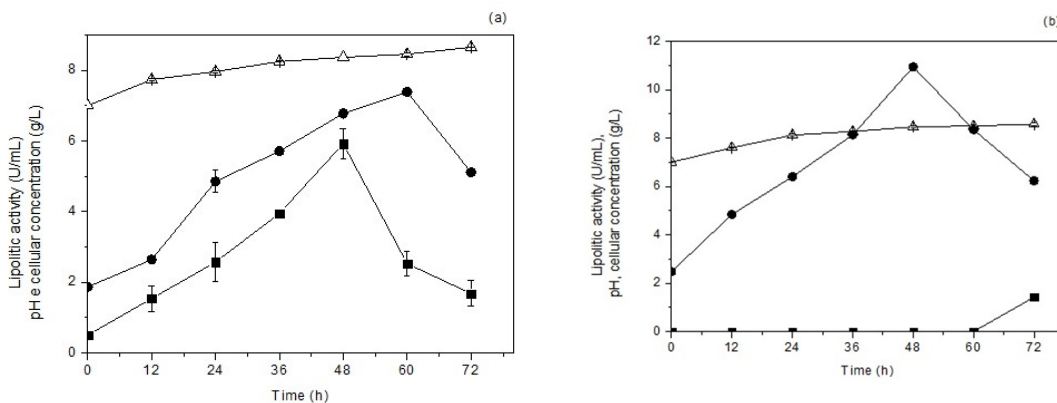 (a)
Lipolitic activity (U/mL)
pH e cellular concentration (g/L)
8
6
4
2
0
0 12 24 36 48 60 72
Time (h)
(b)
Lipolitic activity (U/mL),
pH, cellular concentration (g/L)
12
10
8
6
4
2
0
0 12 24 36 48 60 72
Time (h)